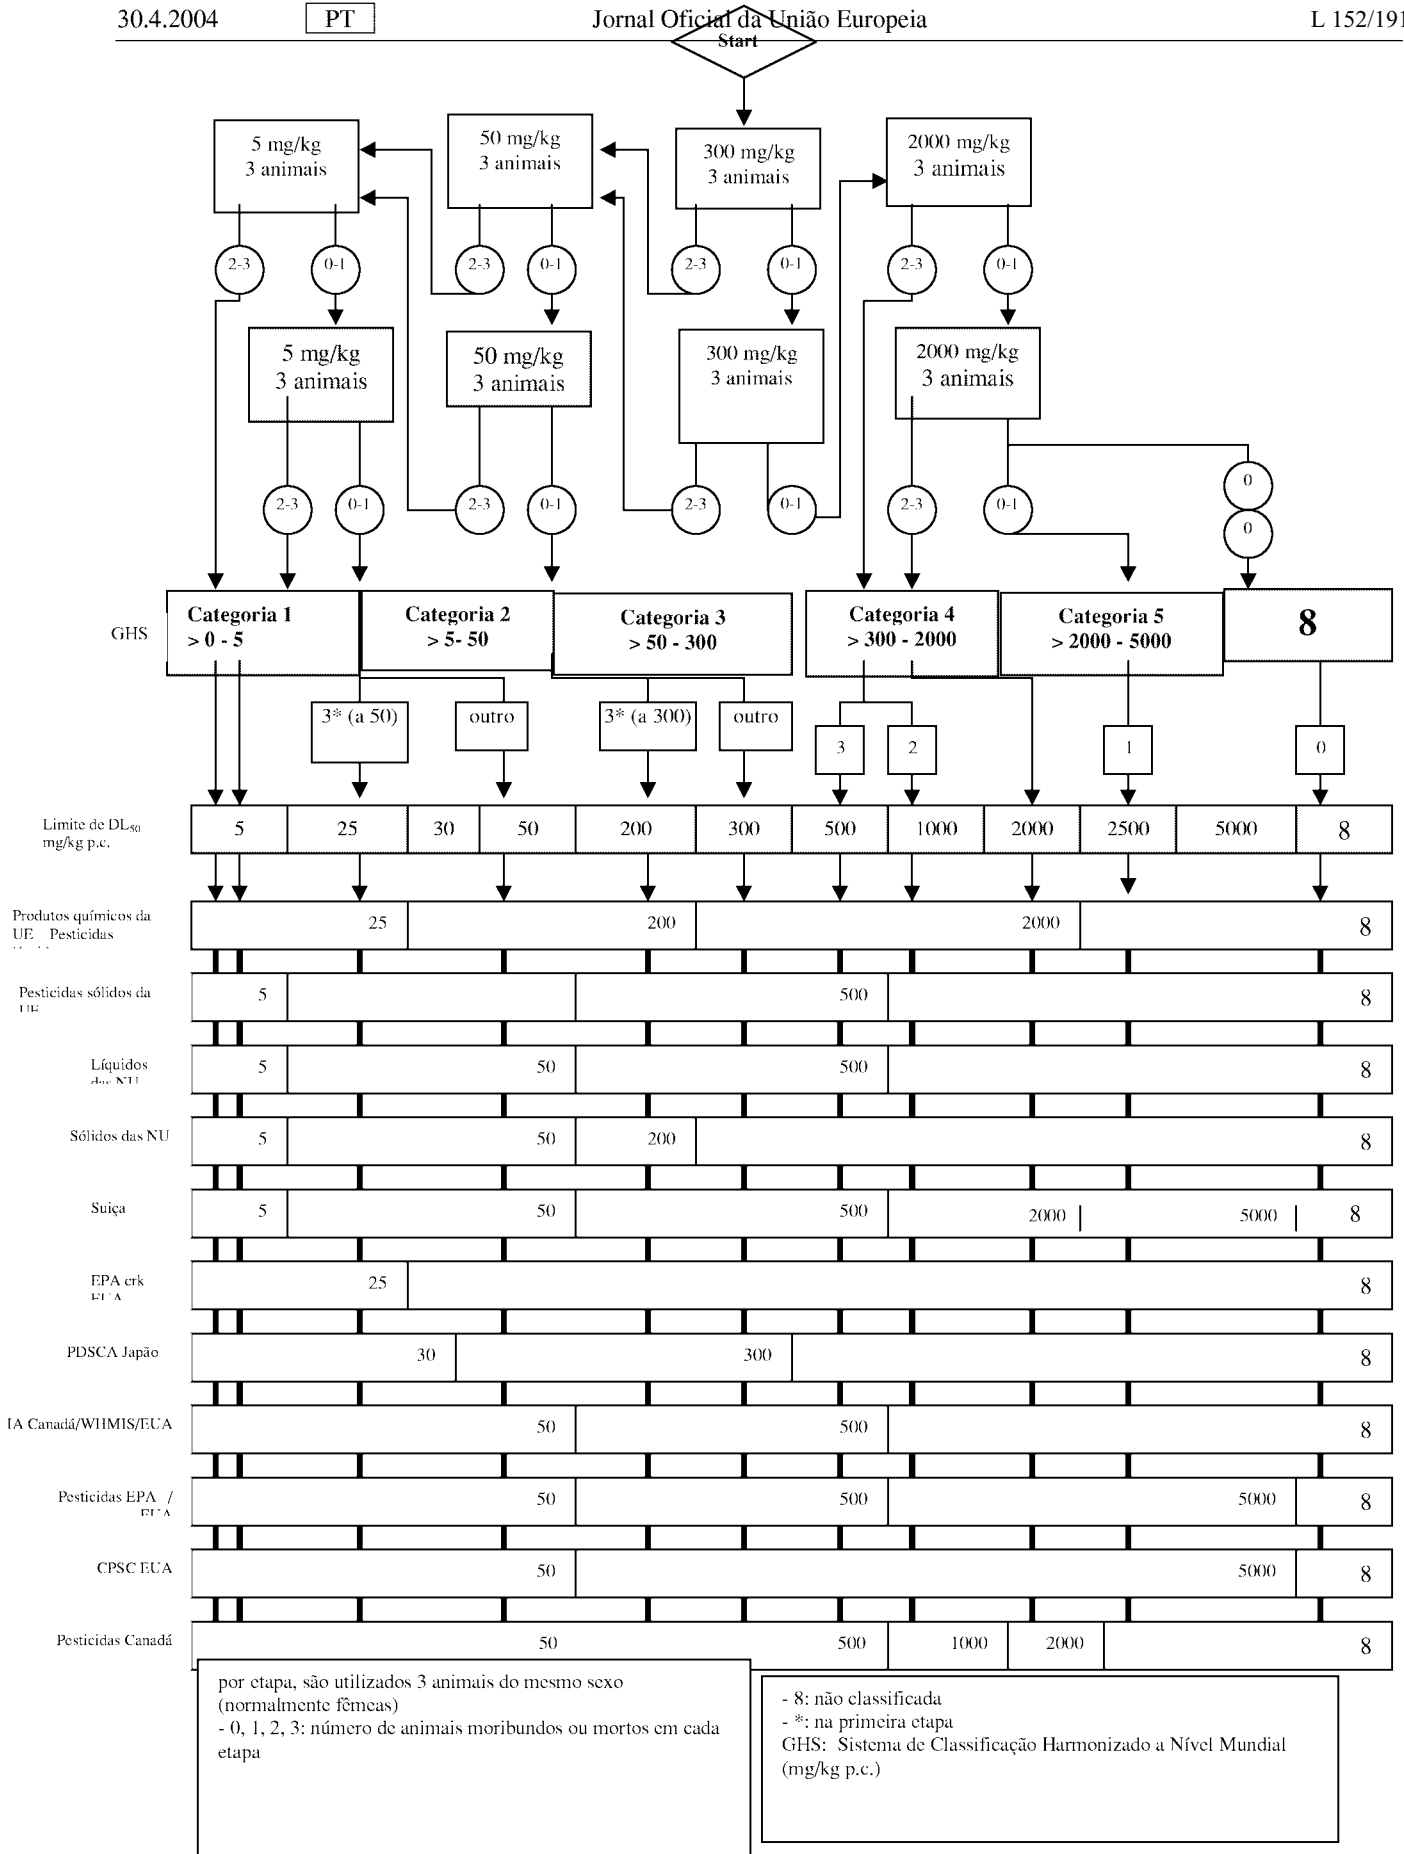 30.4.2004 PT Jornal Oficial da União Europeia L 152/191
Start
5 mg/kg
3 animais
50 mg/kg
3 animais
300 mg/kg
3 animais
2000 mg/kg
3 animais
2-3 0-1 2-3 0-1 2-3 0-1 2-3 0-1
5 mg/kg
3 animais
50 mg/kg
3 animais
300 mg/kg
3 animais
2000 mg/kg
3 animais
0
2-3 0-1 2-3 0-1 2-3 0-1 2-3 0-1
0
GHS
Categoria 1
> 0 - 5
Categoria 2
> 5- 50
Categoria 3
> 50 - 300
Categoria 4
> 300 - 2000
Categoria 5
> 2000 - 5000
8
3* (a 50) outro 3* (a 300) outro
3 2 1 0
Limite de DL50
mg/kg p.c.
5 25 30 50 200 300 500 1000 2000 2500 5000 8
Produtos químicos da
UE Pesticidas
25 200 2000 8
Pesticidas sólidos da
UE
5 500 8
Líquidos
das NU
5 50 500 8
Sólidos das NU 5 50 200 8
Suiça 5 50 500 2000 5000 8
EPA crk
EUA
25 8
PDSCA Japão 30 300 8
IA Canadá/WHMIS/EUA 50 500 8
Pesticidas EPA /
EUA
50 500 5000 8
CPSC EUA 50 5000 8
Pesticidas Canadá 50 500 1000 2000 8
por etapa, são utilizados 3 animais do mesmo sexo
(normalmente fêmeas)
- 0, 1, 2, 3: número de animais moribundos ou mortos em cada
etapa
- 8: não classificada
- *: na primeira etapa
GHS: Sistema de Classificação Harmonizado a Nível Mundial
(mg/kg p.c.)